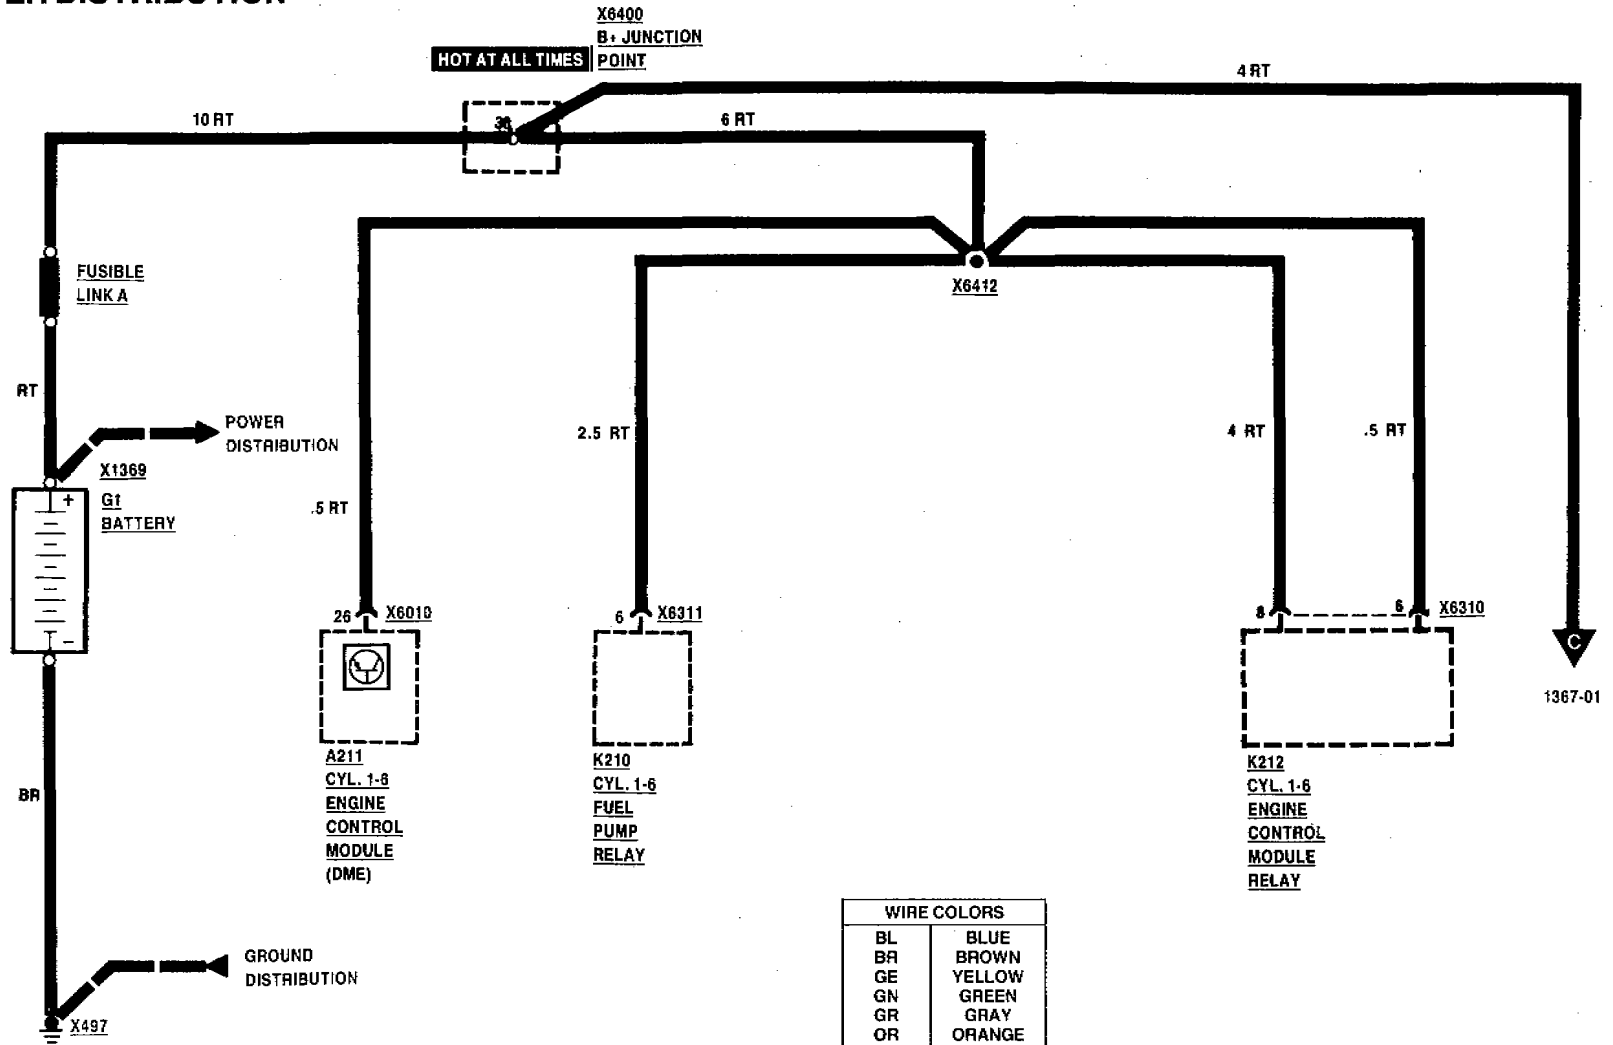 X6400
B+ JUNCTION
POINT
HOT AT ALL TIMES
4 RT
10 RT
6 RT
FUSIBLE
LINK A
X6412
RT
POWER
DISTRIBUTION
X1369
G1
BATTERY
+
-
2.5 RT
4 RT
.5 RT
.5 RT
26 X6010
6 X6311
8
6 X6310
C
1367-01
A211
CYL. 1-6
ENGINE
CONTROL
MODULE
(DME)
K210
CYL. 1-6
FUEL
PUMP
RELAY
K212
CYL. 1-6
ENGINE
CONTROL
MODULE
RELAY
BR
GROUND
DISTRIBUTION
X497
WIRE COLORS
BL BLUE
BR BROWN
GE YELLOW
GN GREEN
GR GRAY
OR ORANGE